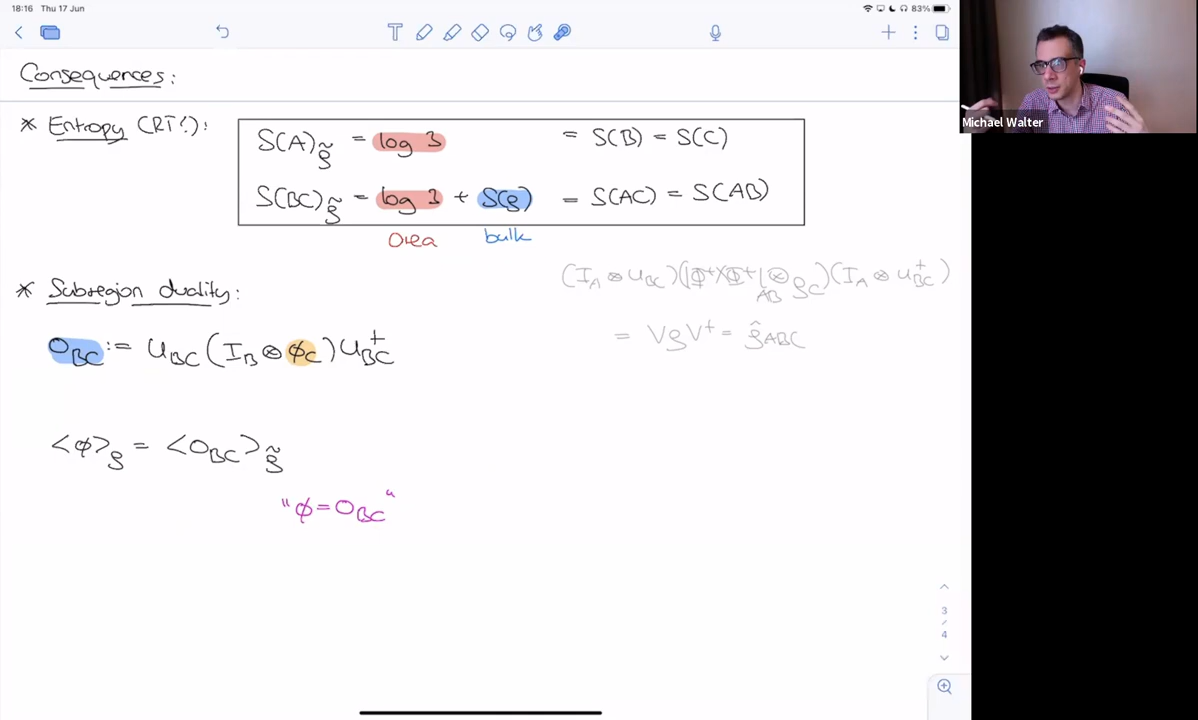 18:16 Thu 17 Jun
83%
Consequences:
Michael Walter
* Entropy (RT!):
S(A)ρ̃ = log 3 = S(B) = S(C)
S(BC)ρ̃ = log 3 + S(ρ) = S(AC) = S(AB)
area bulk
(I_A ⊗ U_BC)(|Φ⁺⟩⟨Φ⁺|_AB ⊗ ρ_C)(I_A ⊗ U_BC†)
= VρV† = ρ̂_ABC
* Subregion duality:
O_BC := U_BC (I_B ⊗ ϕ_C) U_BC†
<ϕ>_ρ = <O_BC>_ρ̃
"ϕ = O_BC"
3
/
4